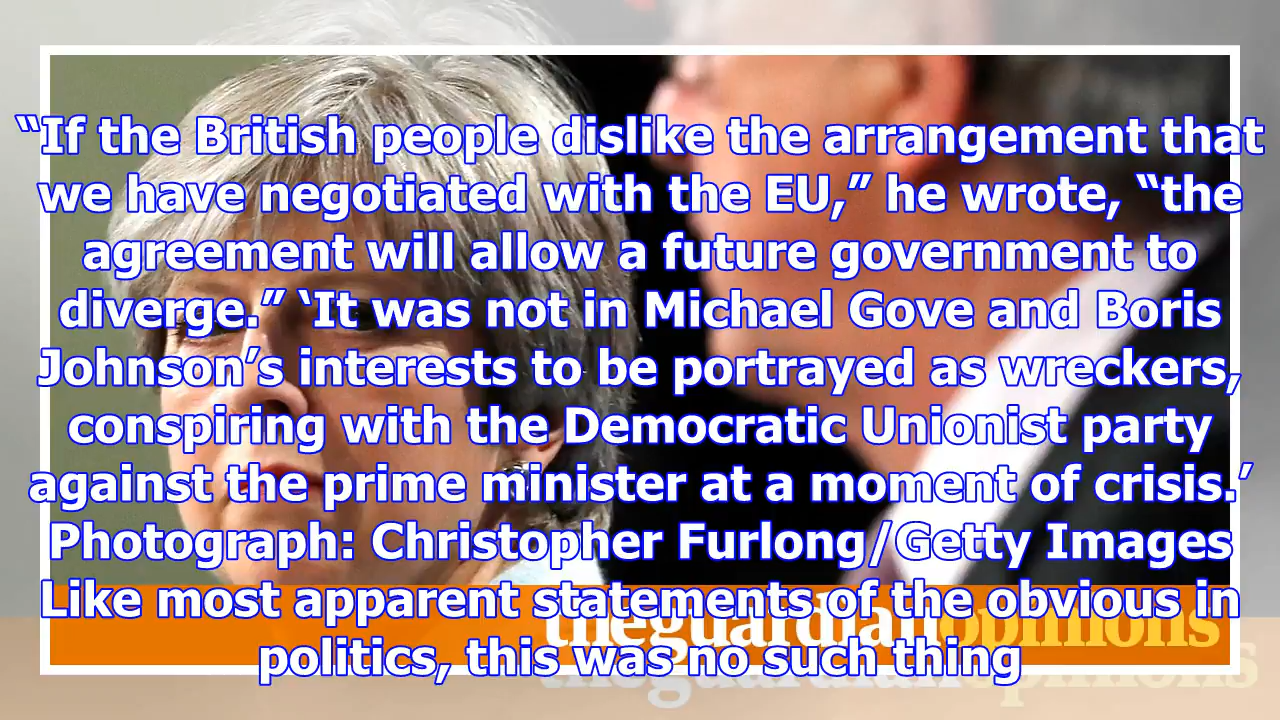 “If the British people dislike the arrangement that
we have negotiated with the EU,” he wrote, “the
agreement will allow a future government to
diverge.” ‘It was not in Michael Gove and Boris
Johnson’s interests to be portrayed as wreckers,
conspiring with the Democratic Unionist party
against the prime minister at a moment of crisis.’
Photograph: Christopher Furlong/Getty Images
Like most apparent statements of the obvious in
theguardianopinions
politics, this was no such thing
theguardianopinions